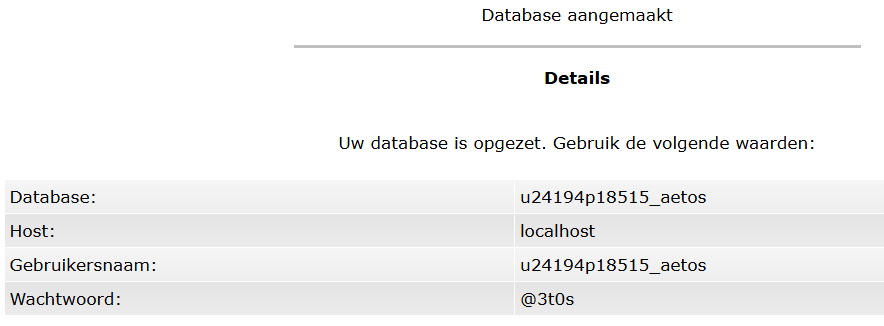 Database aangemaakt
Details
Uw database is opgezet. Gebruik de volgende waarden:
Database: u24194p18515_aetos
Host: localhost
Gebruikersnaam: u24194p18515_aetos
Wachtwoord: @3t0s